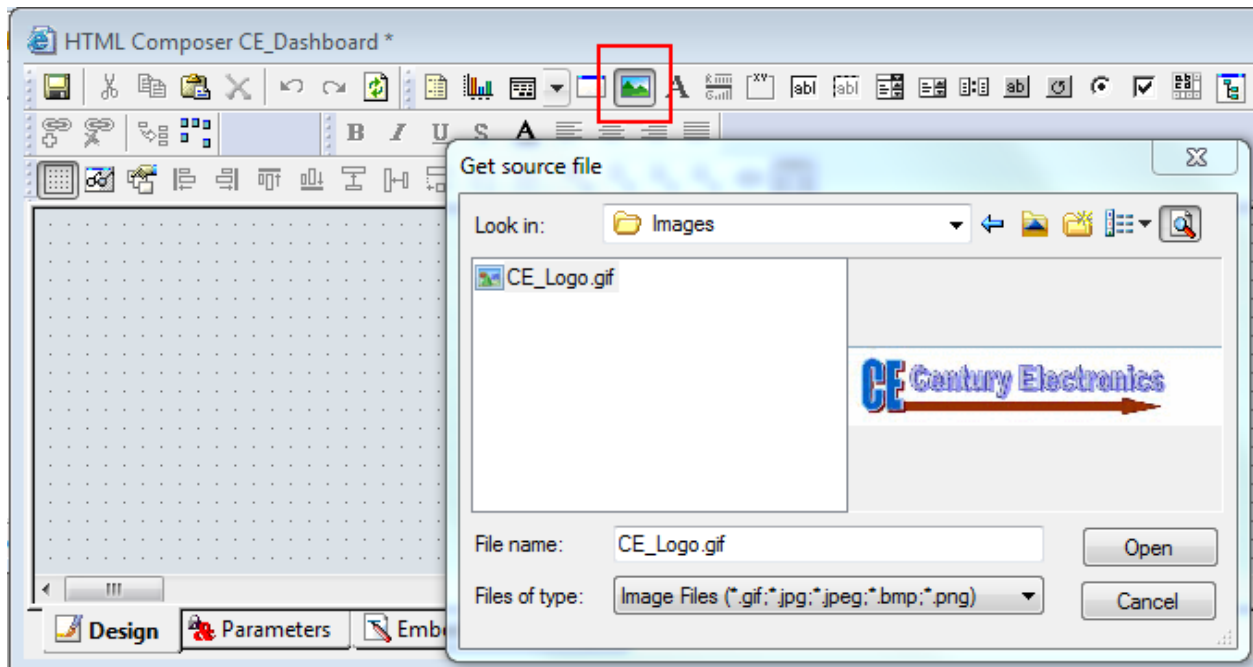 HTML Composer CE_Dashboard *
B I U S A
Get source file
Look in: Images
CE_Logo.gif
CE Century Electronics
File name: CE_Logo.gif Open
Files of type: Image Files (*.gif;*.jpg;*.jpeg;*.bmp;*.png) Cancel
Design Parameters Embe